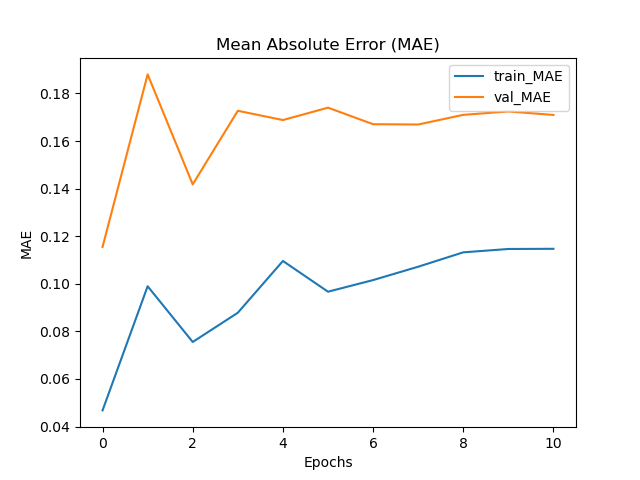 Mean Absolute Error (MAE)
train_MAE
val_MAE
MAE
0.18
0.16
0.14
0.12
0.10
0.08
0.06
0.04
0 2 4 6 8 10
Epochs